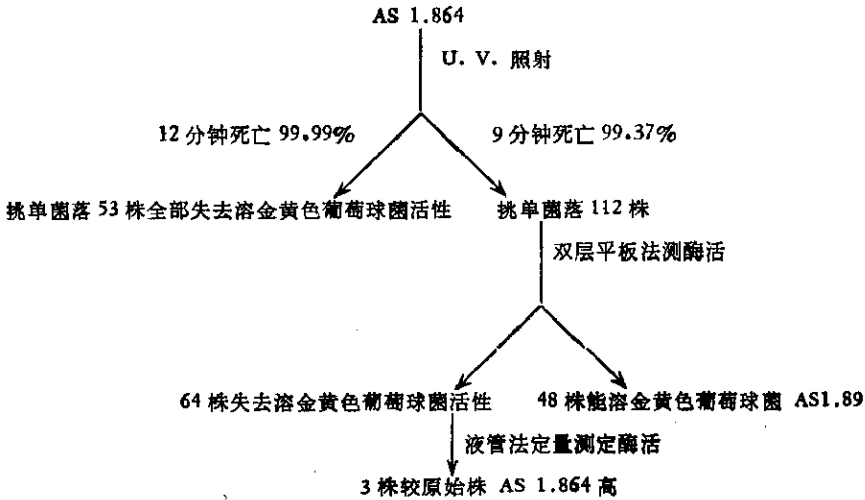 AS 1.864
U. V. 照射
12 分钟死亡 99.99%
9 分钟死亡 99.37%
挑单菌落 53 株全部失去溶金黄色葡萄球菌活性
挑单菌落 112 株
双层平板法测酶活
64 株失去溶金黄色葡萄球菌活性
48 株能溶金黄色葡萄球菌 AS1.89
液管法定量测定酶活
3 株较原始株 AS 1.864 高